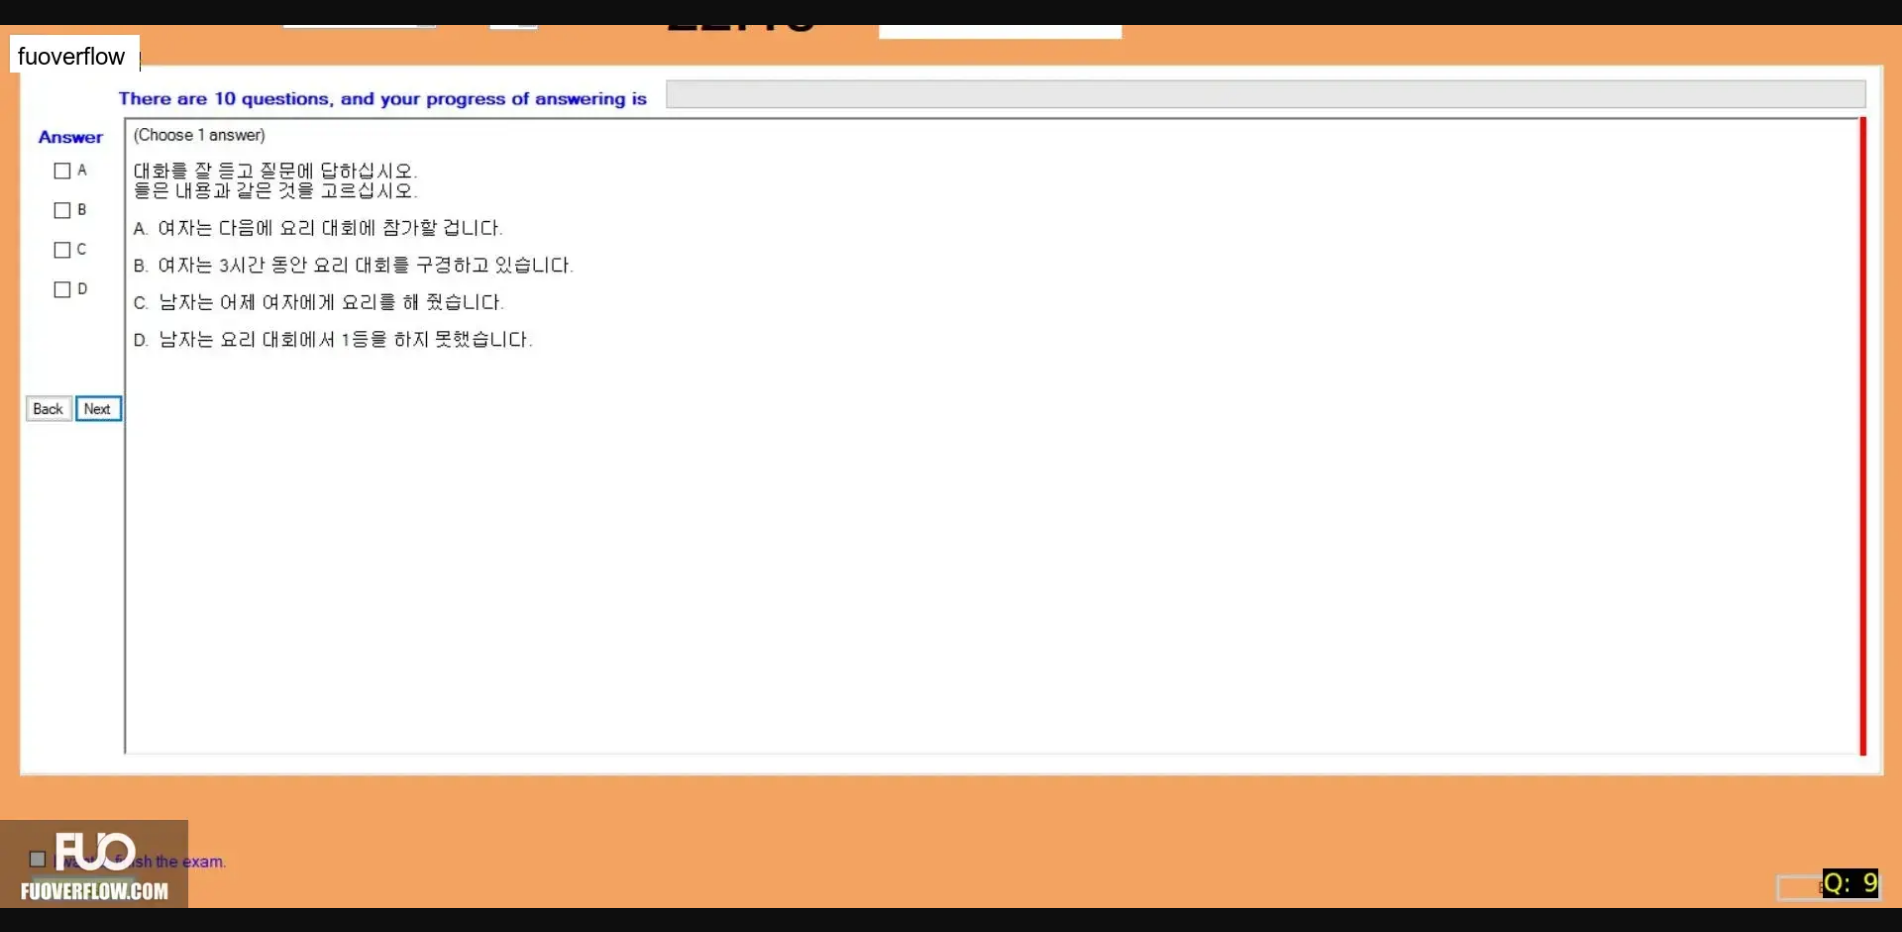 fuoverflow
There are 10 questions, and your progress of answering is
Answer
(Choose 1 answer)
A
B
C
D
대화를 잘 듣고 질문에 답하십시오.
들은 내용과 같은 것을 고르십시오.
A. 여자는 다음에 요리 대회에 참가할 겁니다.
B. 여자는 3시간 동안 요리 대회를 구경하고 있습니다.
C. 남자는 어제 여자에게 요리를 해 줬습니다.
D. 남자는 요리 대회에서 1등을 하지 못했습니다.
Back Next
FUO
the exam.
FUOVERFLOW.COM
Q: 9